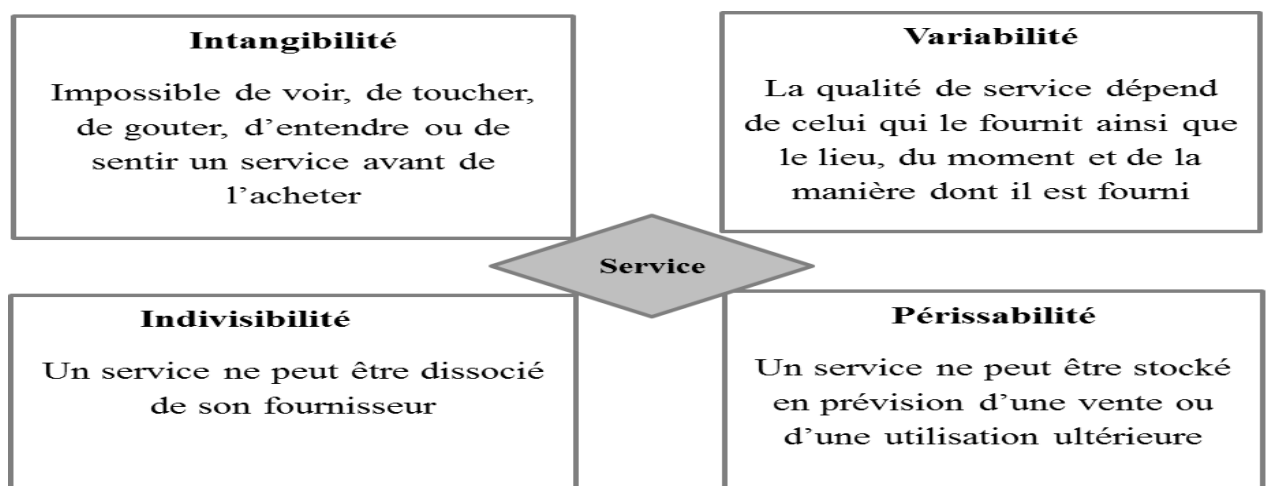 Intangibilité
Impossible de voir, de toucher,
de gouter, d’entendre ou de
sentir un service avant de
l’acheter
Variabilité
La qualité de service dépend
de celui qui le fournit ainsi que
le lieu, du moment et de la
manière dont il est fourni
Service
Indivisibilité
Un service ne peut être dissocié
de son fournisseur
Périssabilité
Un service ne peut être stocké
en prévision d’une vente ou
d’une utilisation ultérieure